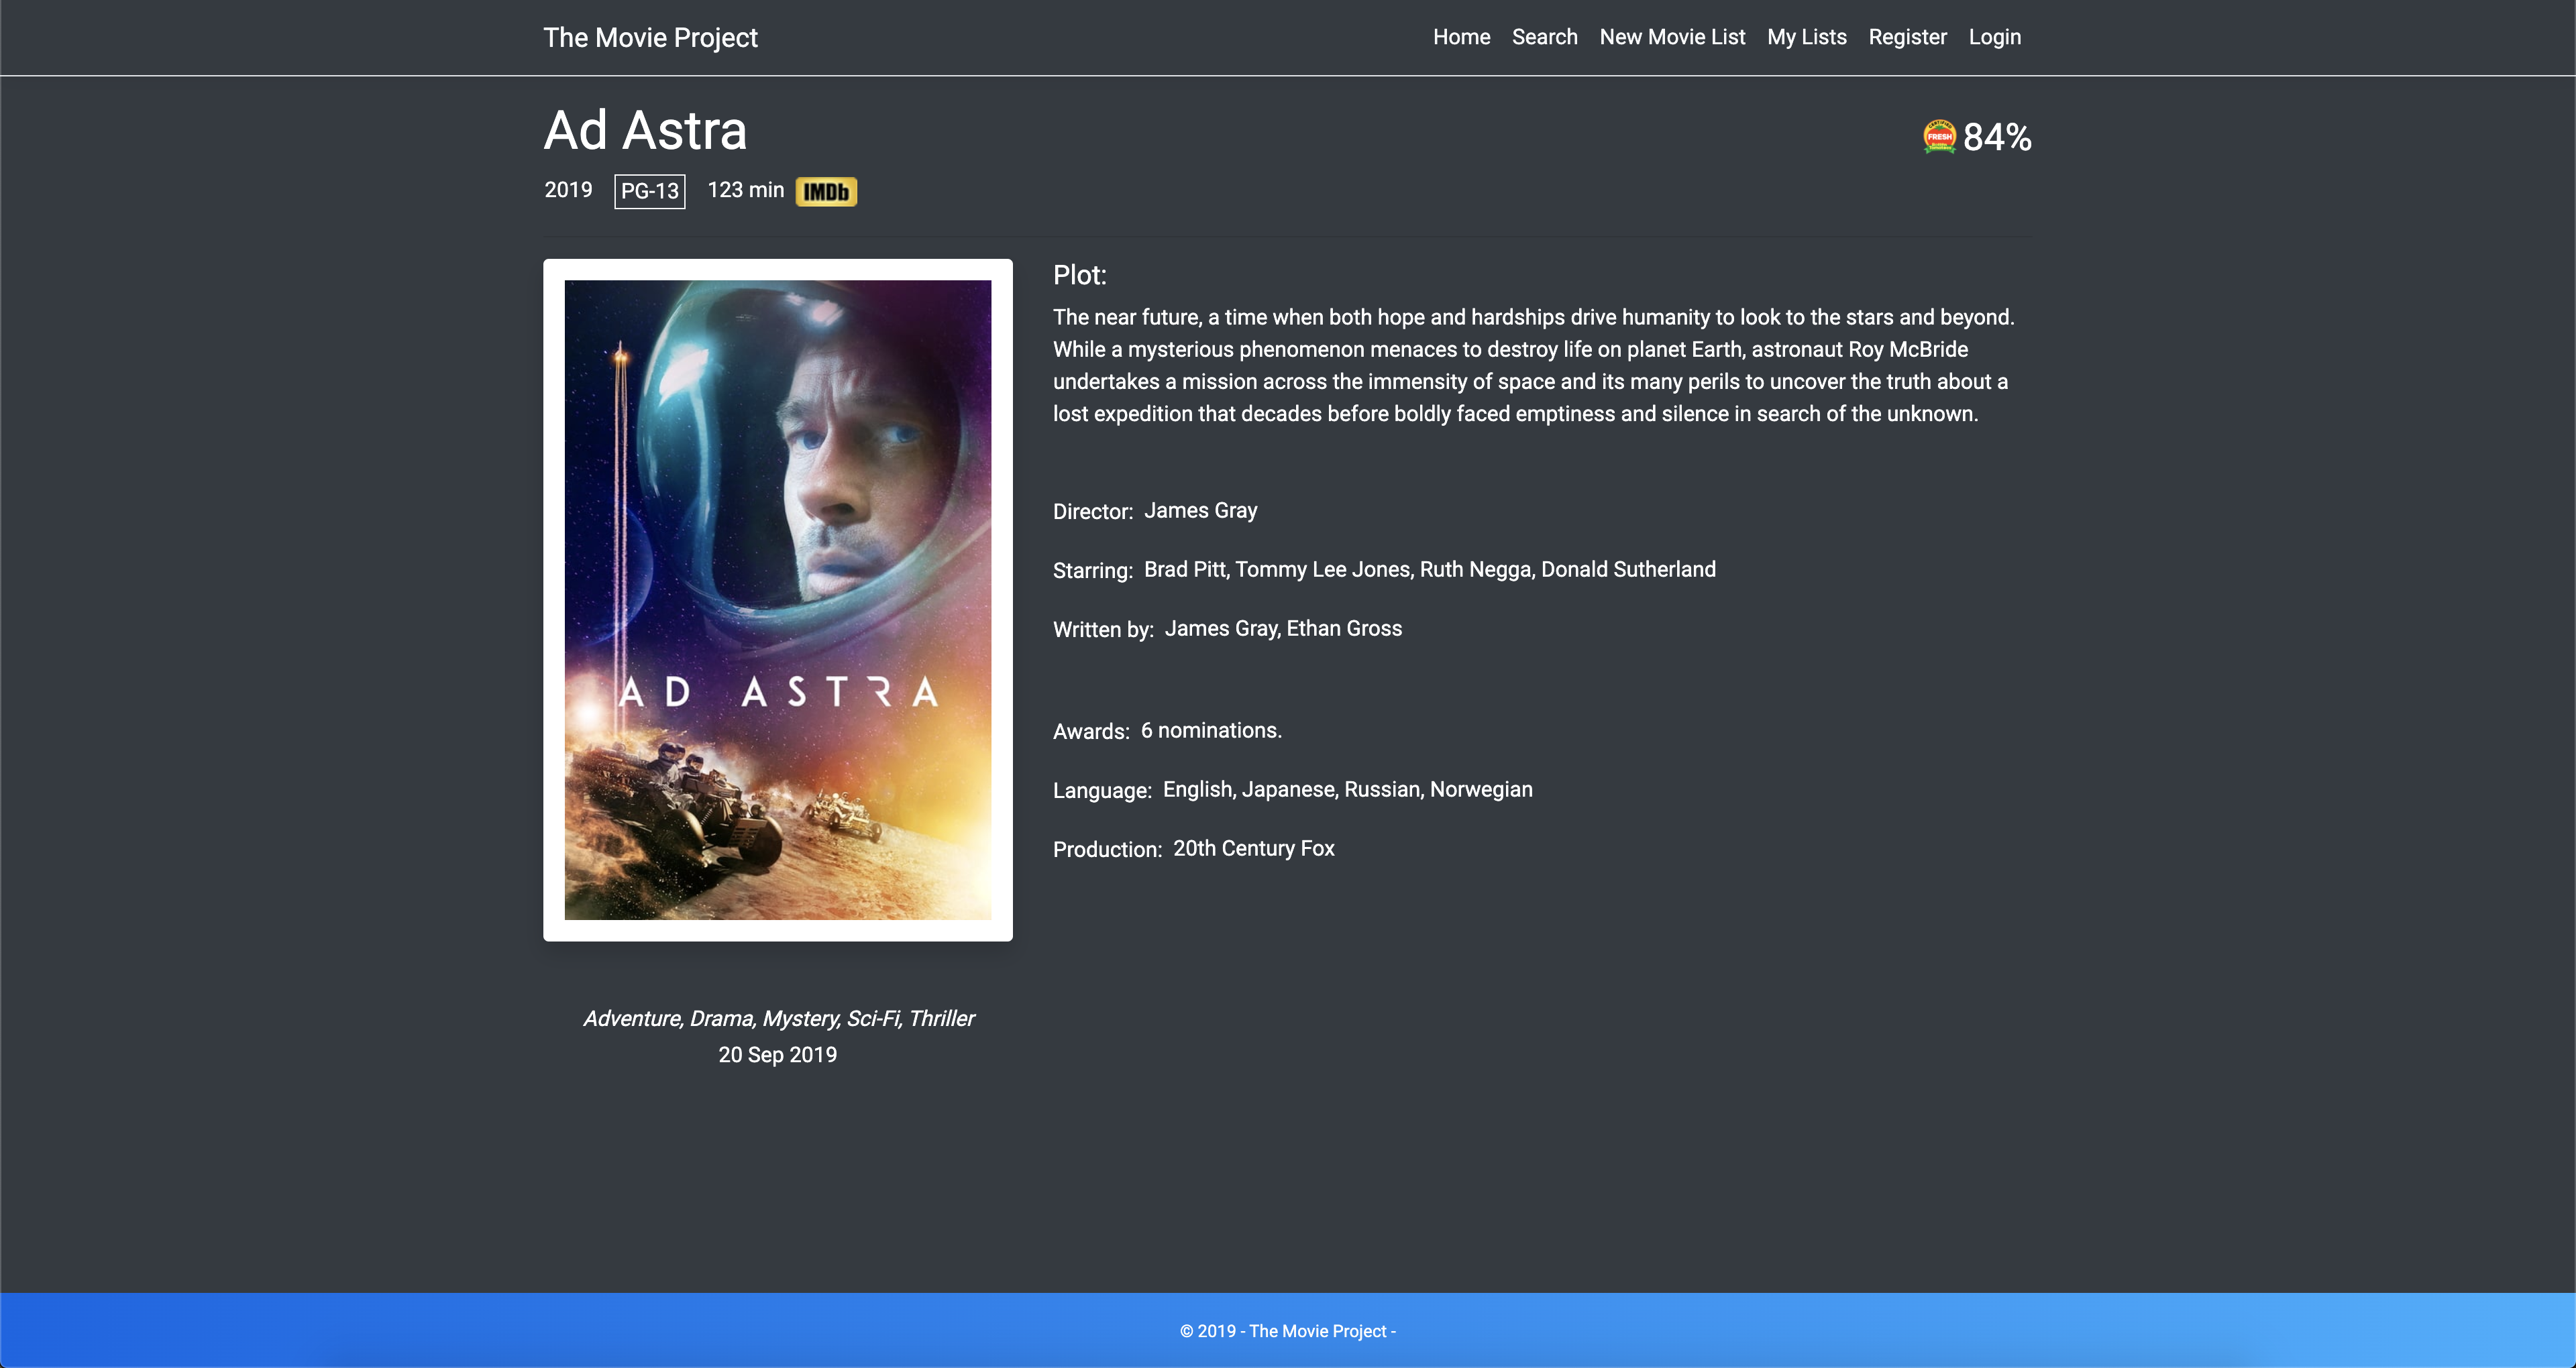 The Movie Project
Home Search New Movie List My Lists Register Login
Ad Astra
FRESH
84%
2019 PG-13 123 min IMDb
Plot:
The near future, a time when both hope and hardships drive humanity to look to the stars and beyond.
While a mysterious phenomenon menaces to destroy life on planet Earth, astronaut Roy McBride
undertakes a mission across the immensity of space and its many perils to uncover the truth about a
lost expedition that decades before boldly faced emptiness and silence in search of the unknown.
Director: James Gray
Starring: Brad Pitt, Tommy Lee Jones, Ruth Negga, Donald Sutherland
Written by: James Gray, Ethan Gross
AD ASTRA
Awards: 6 nominations.
Language: English, Japanese, Russian, Norwegian
Production: 20th Century Fox
Adventure, Drama, Mystery, Sci-Fi, Thriller
20 Sep 2019
© 2019 - The Movie Project -